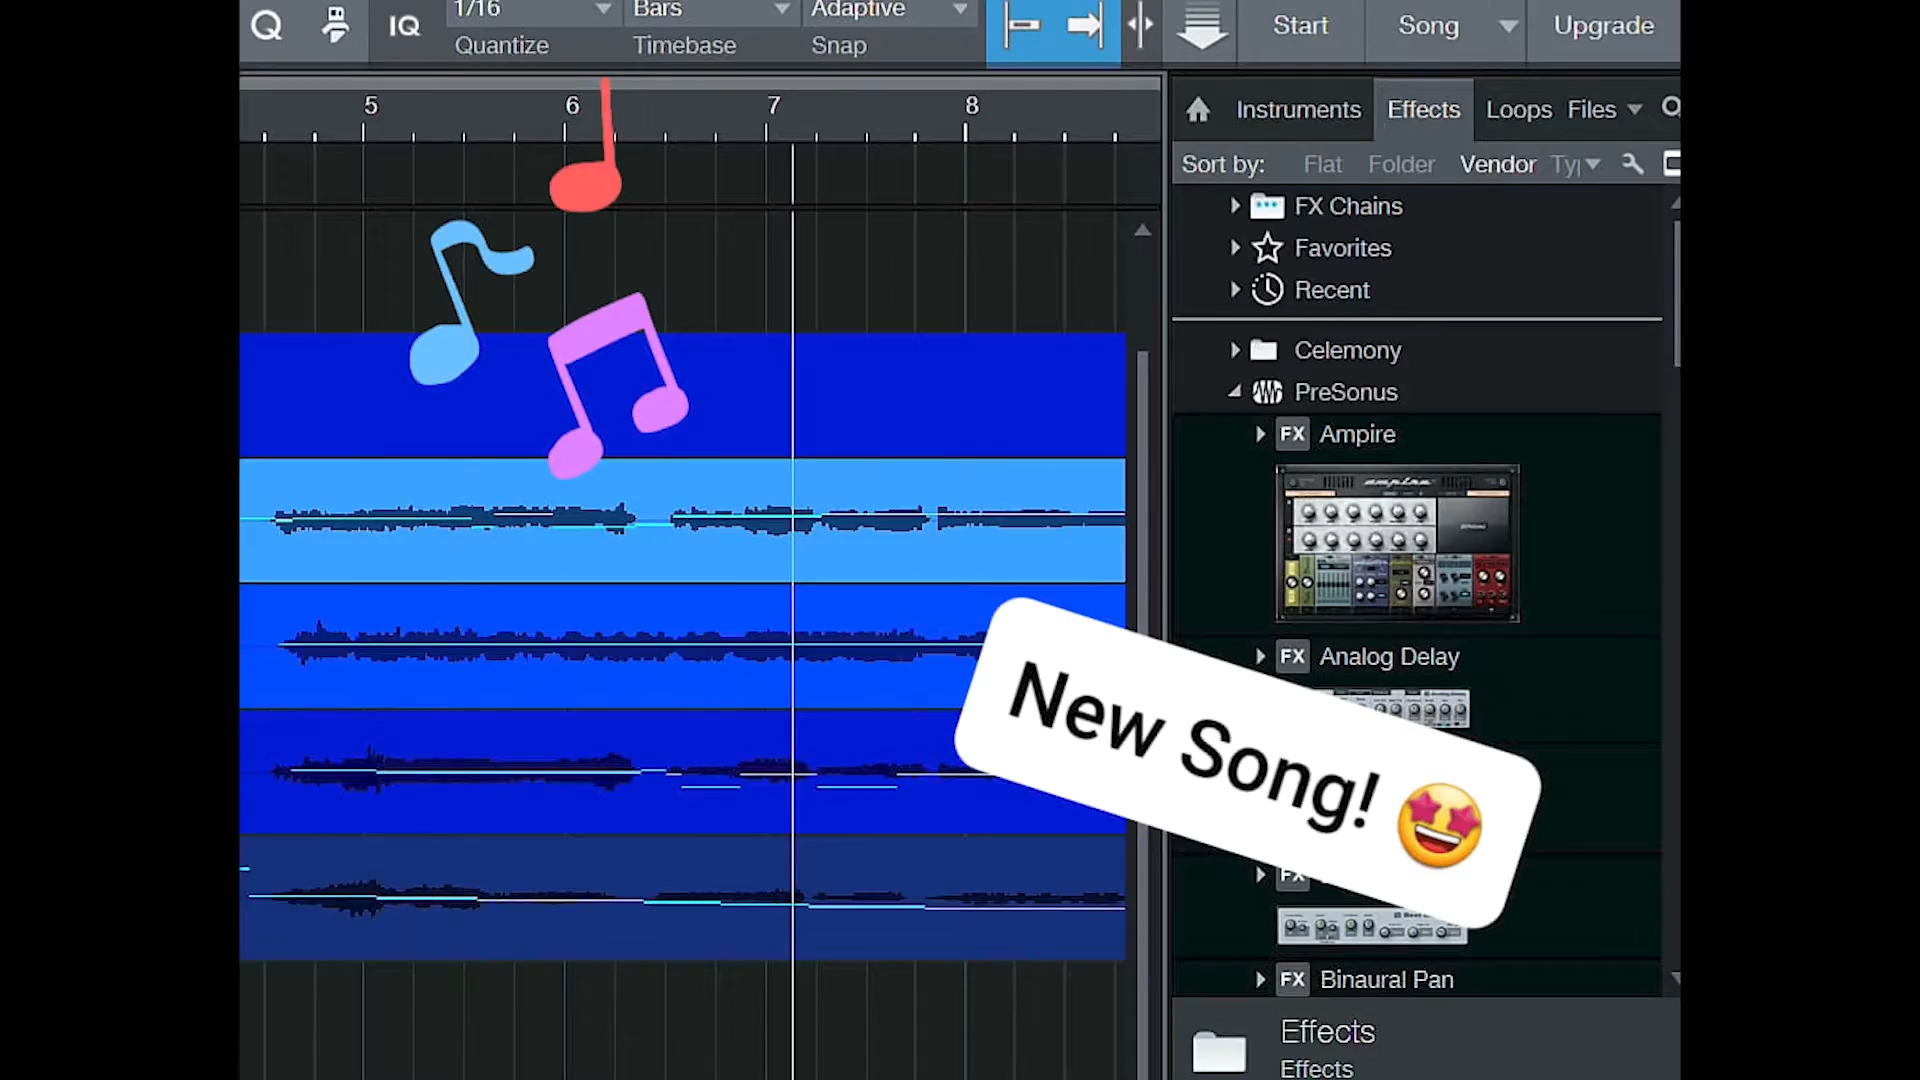 Q IQ 1/16 Bars Adaptive
Quantize Timebase Snap Start Song Upgrade
5 6 7 8
Instruments Effects Loops Files
Sort by: Flat Folder Vendor
FX Chains
Favorites
Recent
Celemony
PreSonus
FX Ampire
FX Analog Delay
New Song! 🤩
FX
FX Binaural Pan
Effects
Effects